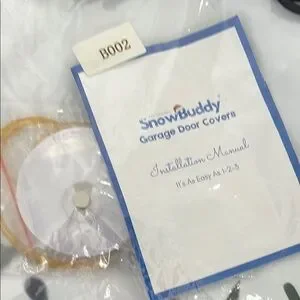 B002
SnowBuddy
Garage Door Covers
Installation Manual
It's As Easy As 1-2-3